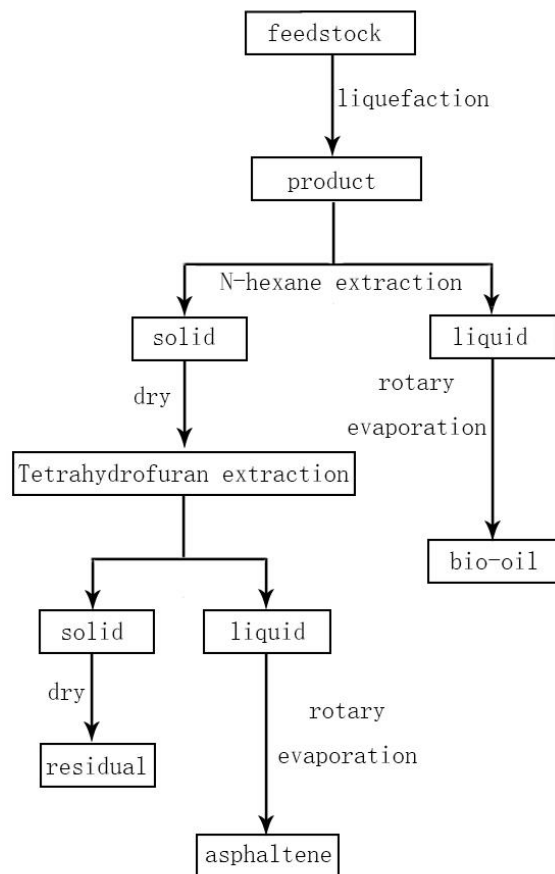 feedstock
liquefaction
product
N-hexane extraction
solid
liquid
dry
rotary
evaporation
Tetrahydrofuran extraction
bio-oil
solid
liquid
dry
rotary
evaporation
residual
asphaltene